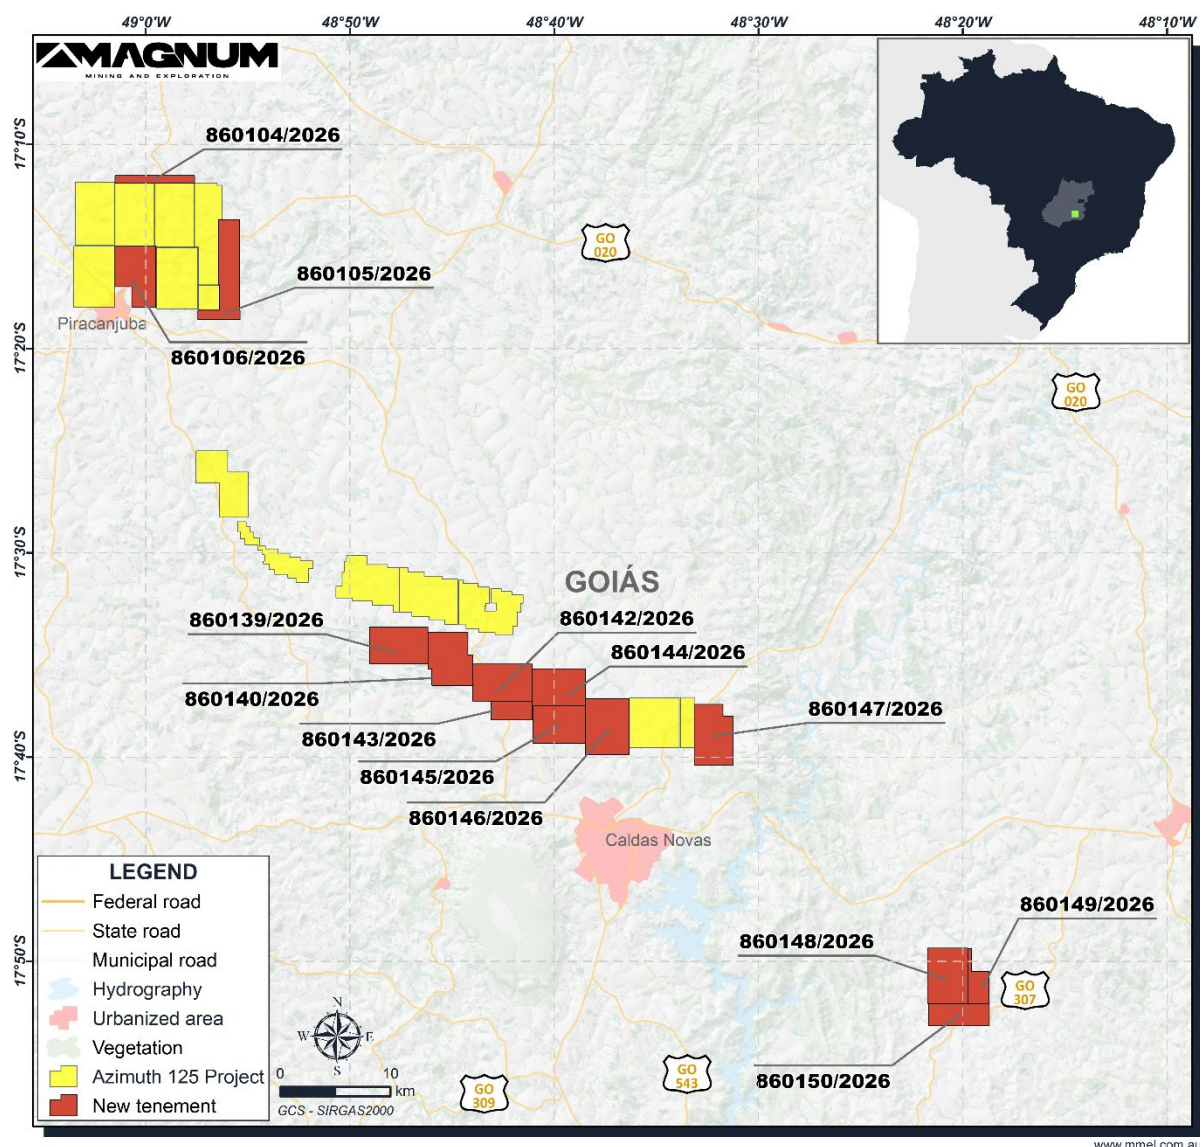 49°0'W 48°50'W 48°40'W 48°30'W 48°20'W 48°10'W
MAGNUM
MINING AND EXPLORATION
17°10'S
860104/2026
GO
020
860105/2026
Piracanjuba
860106/2026
17°20'S
GO
020
17°30'S
GOIÁS
860139/2026
860142/2026
860144/2026
860140/2026
860147/2026
860143/2026
17°40'S
860145/2026
860146/2026
Caldas Novas
860149/2026
860148/2026
17°50'S
GO
307
860150/2026
GO
543
GO
309
LEGEND
Federal road
State road
Municipal road
Hydrography
Urbanized area
Vegetation
Azimuth 125 Project
New tenement
N
W E
S
0 10
km
GCS - SIRGAS2000
www.mmel.com.au